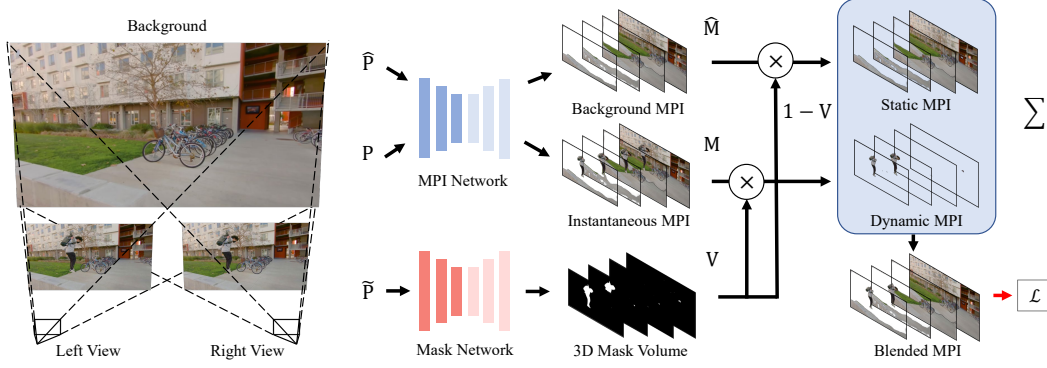 Background
P̂
P
MPI Network
Background MPI
Instantaneous MPI
M̂
1 − V
M
Static MPI
Dynamic MPI
∑
P̃
V
Mask Network
3D Mask Volume
Blended MPI
ℒ
Left View
Right View